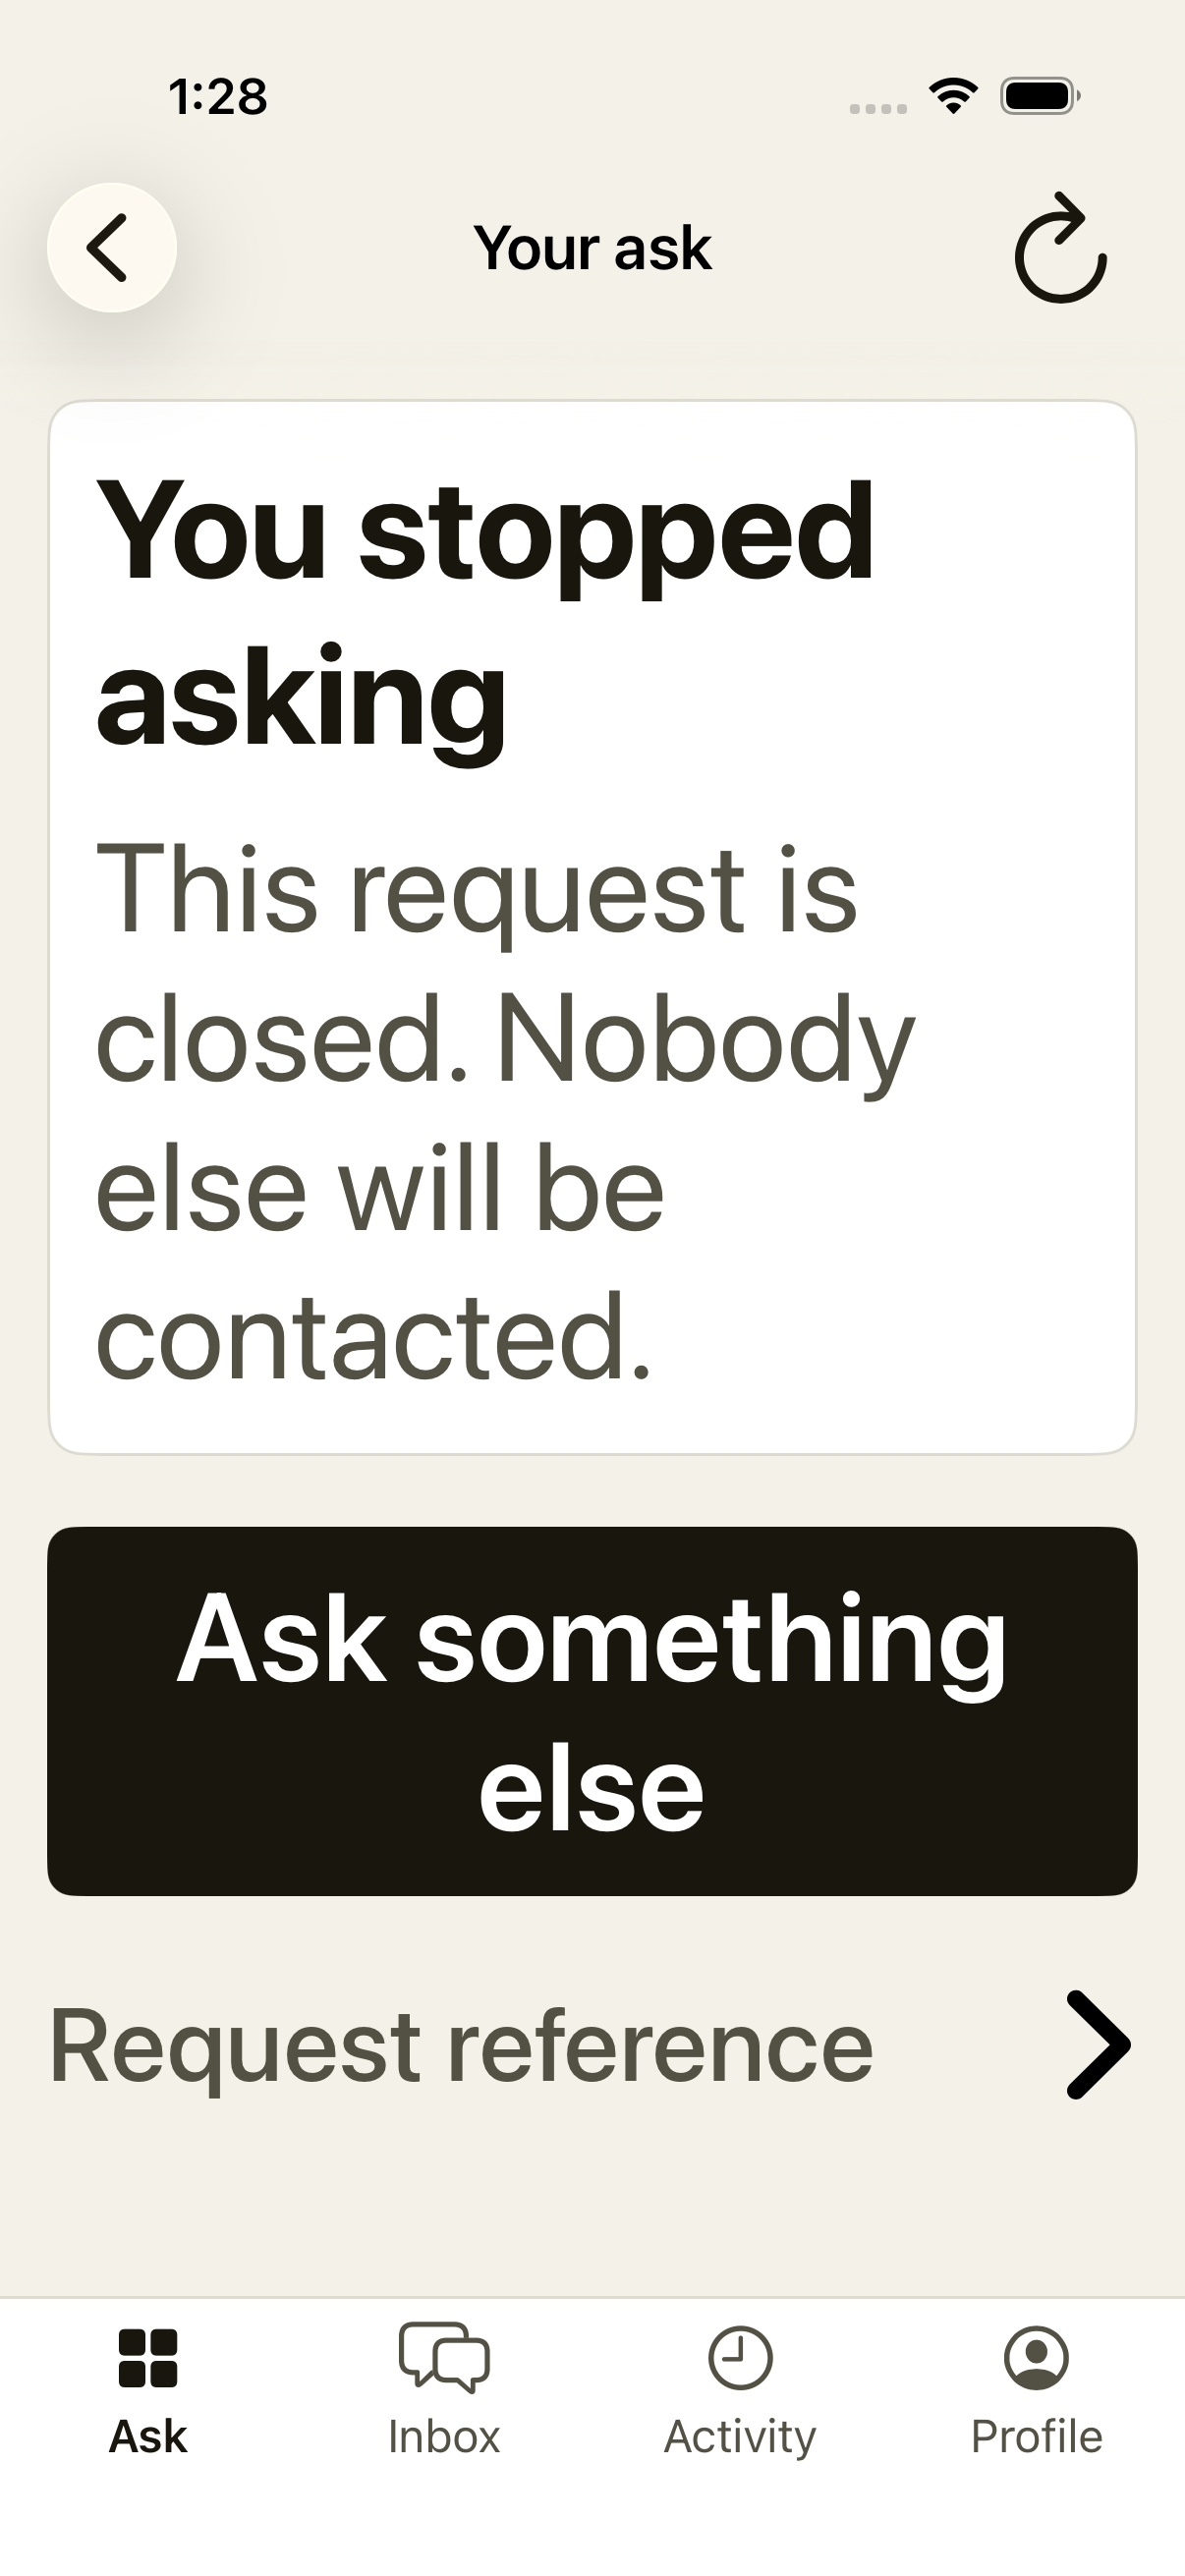 1:28
Your ask
You stopped
asking
This request is
closed. Nobody
else will be
contacted.
Ask something
else
Request reference
Ask
Inbox
Activity
Profile